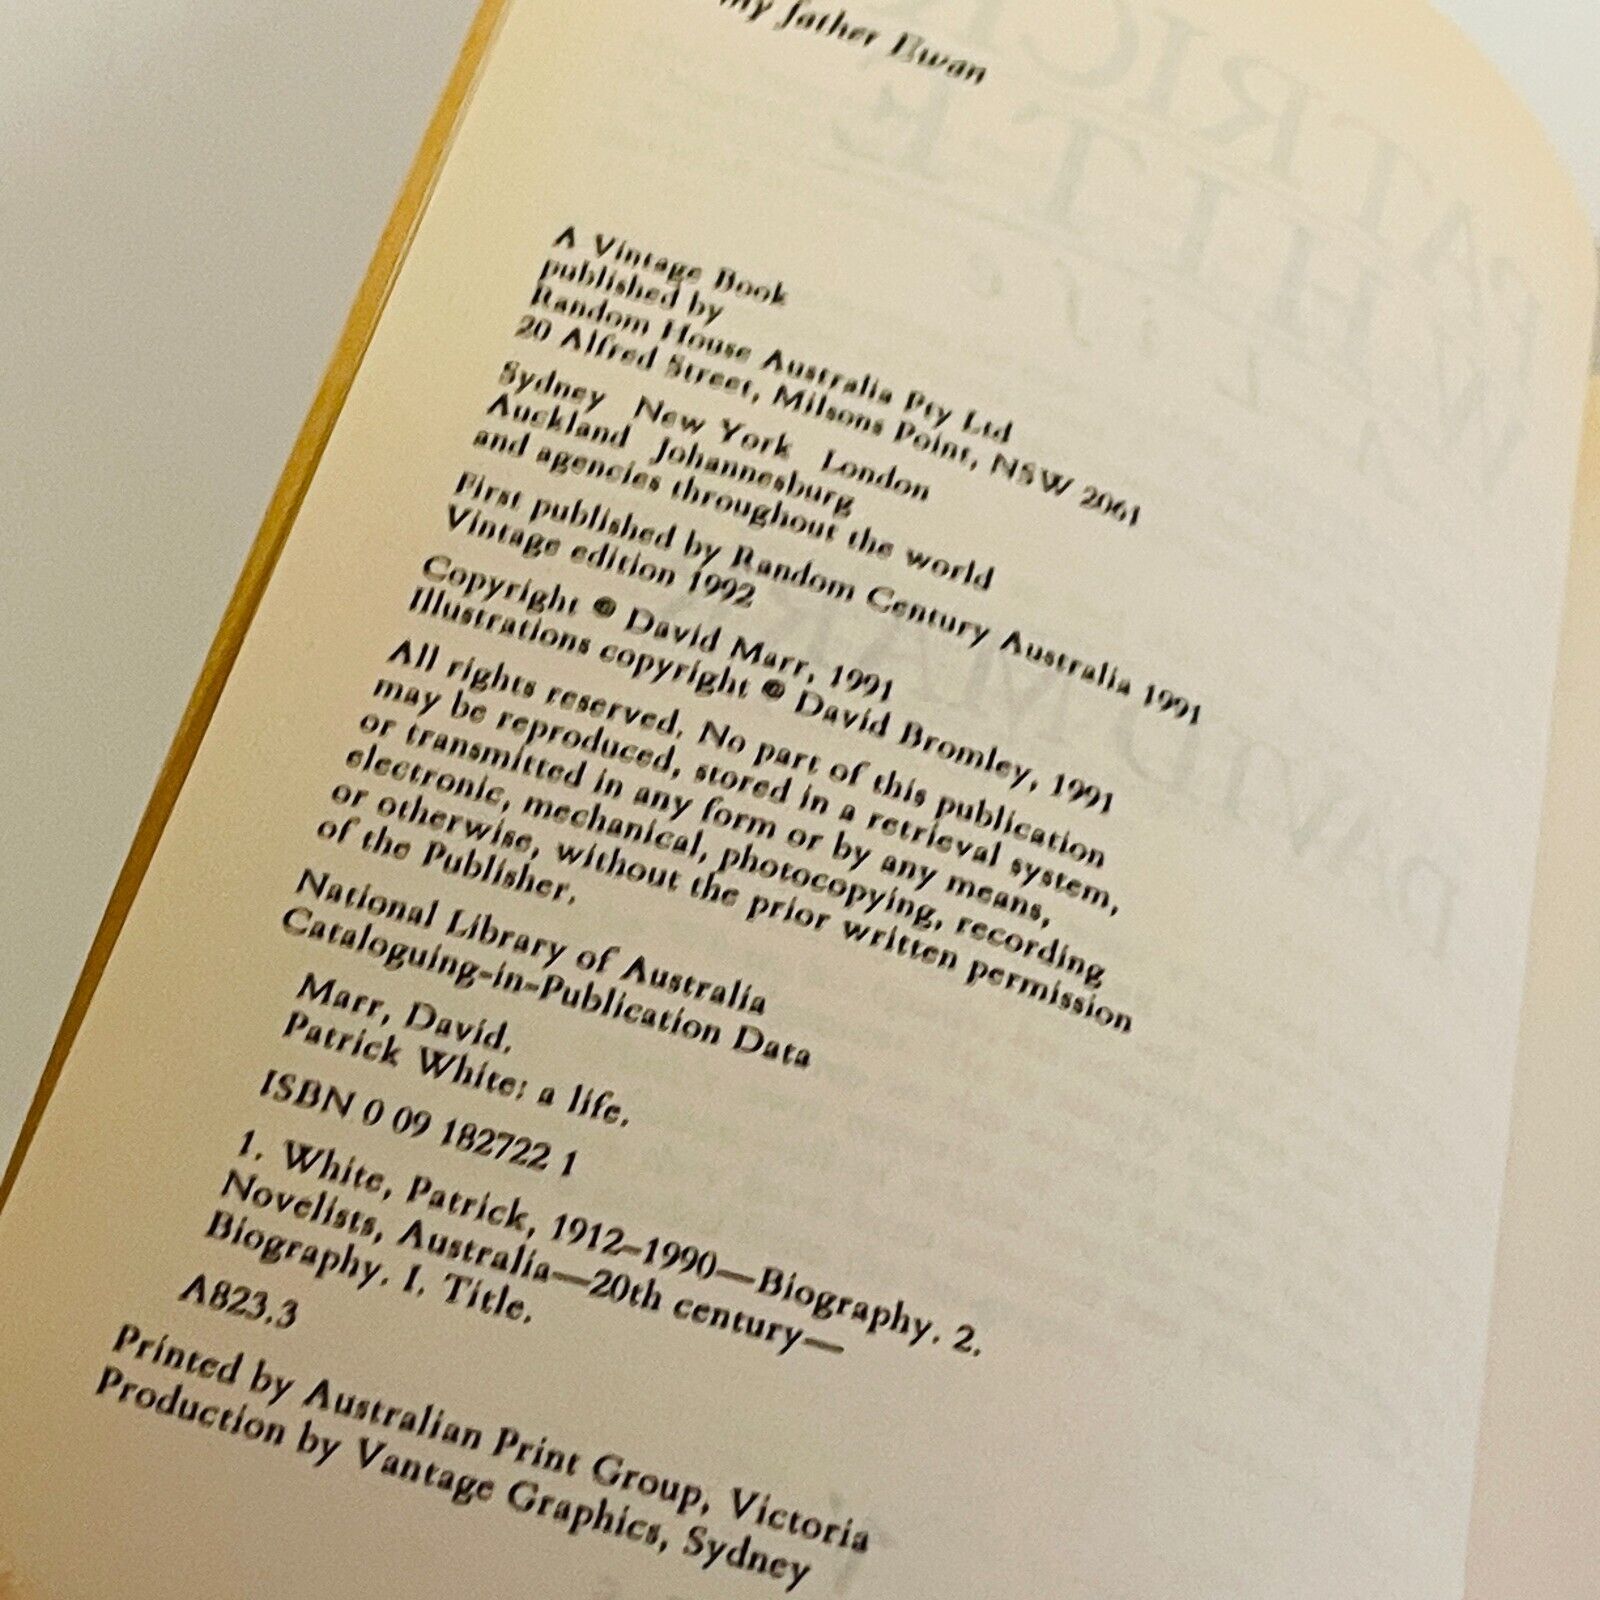 my father Ewan
A Vintage Book
published by
Random House Australia Pty Ltd
20 Alfred Street, Milsons Point, NSW 2061
Sydney New York London
Auckland Johannesburg
and agencies throughout the world
First published by Random Century Australia 1991
Vintage edition 1992
Copyright © David Marr, 1991
Illustrations copyright © David Bromley, 1991
All rights reserved. No part of this publication
may be reproduced, stored in a retrieval system,
or transmitted in any form or by any means,
electronic, mechanical, photocopying, recording
or otherwise, without the prior written permission
of the Publisher.
National Library of Australia
Cataloguing-in-Publication Data
Marr, David.
Patrick White: a life.
ISBN 0 09 182722 1
1. White, Patrick, 1912–1990—Biography. 2.
Novelists, Australia—20th century—
Biography. I. Title.
A823.3
Printed by Australian Print Group, Victoria
Production by Vantage Graphics, Sydney